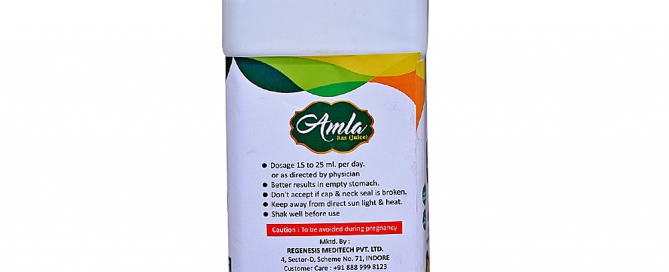 Amla
Ras (Juice)
● Dosage 15 to 25 ml. per day.
or as directed by physician
● Better results in empty stomach.
● Don't accept if cap & neck seal is broken.
● Keep away from direct sun light & heat.
● Shak well before use
Caution : To be avoided during pregnancy
Mktd. By :
REGENESIS MEDITECH PVT. LTD.
4, Sector-D, Scheme No. 71, INDORE
Customer Care : +91 888 999 8123